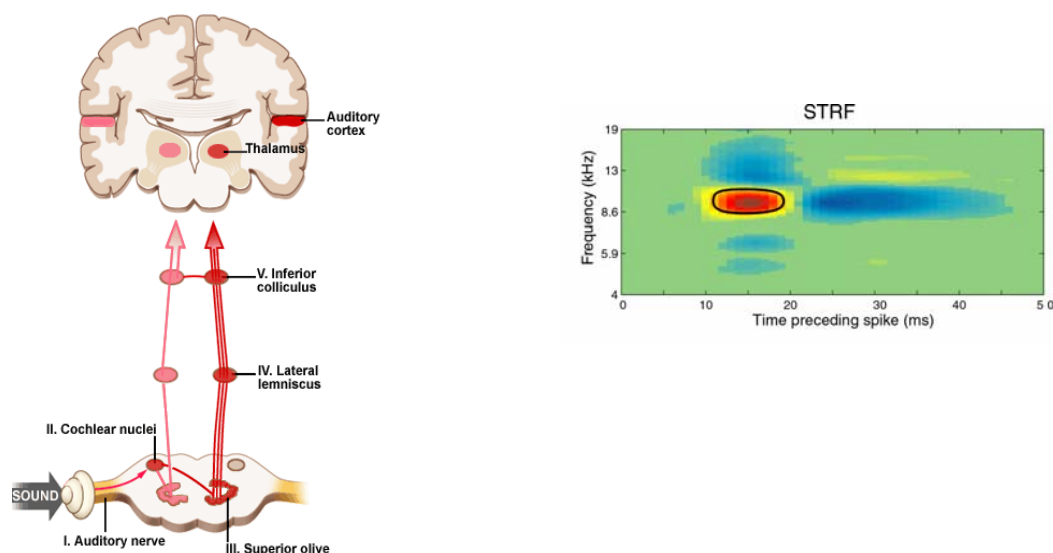 Auditory
cortex
Thalamus
V. Inferior
colliculus
IV. Lateral
lemniscus
II. Cochlear nuclei
SOUND
I. Auditory nerve
III. Superior olive
STRF
Frequency (kHz)
19
13
8.6
5.9
4
0
10
20
30
40
5 0
Time preceding spike (ms)